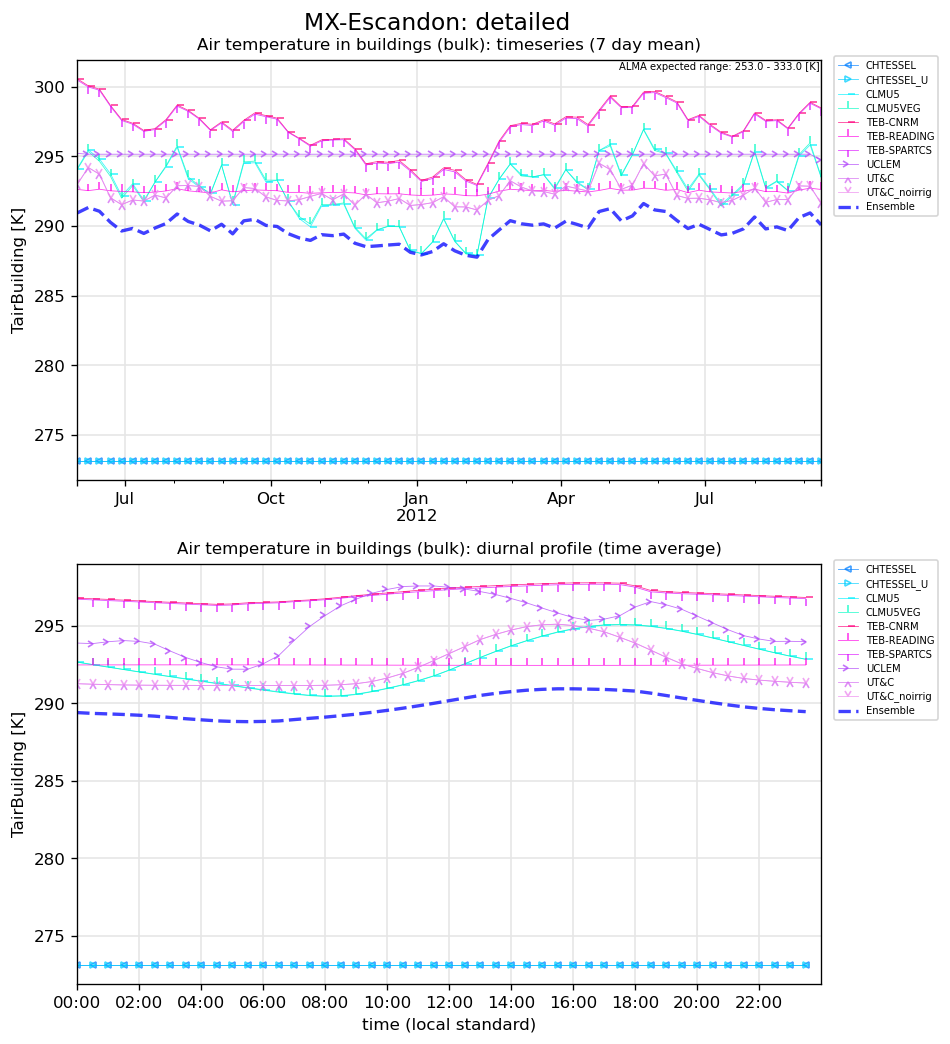 MX-Escandon: detailed
Air temperature in buildings (bulk): timeseries (7 day mean)
ALMA expected range: 253.0 - 333.0 [K]
TairBuilding [K]
300
295
290
285
280
275
Jul
Oct
Jan
2012
Apr
Jul
CHTESSEL
CHTESSEL_U
CLMU5
CLMU5VEG
TEB-CNRM
TEB-READING
TEB-SPARTCS
UCLEM
UT&C
UT&C_noirrig
Ensemble
Air temperature in buildings (bulk): diurnal profile (time average)
TairBuilding [K]
295
290
285
280
275
00:00 02:00 04:00 06:00 08:00 10:00 12:00 14:00 16:00 18:00 20:00 22:00
time (local standard)
CHTESSEL
CHTESSEL_U
CLMU5
CLMU5VEG
TEB-CNRM
TEB-READING
TEB-SPARTCS
UCLEM
UT&C
UT&C_noirrig
Ensemble